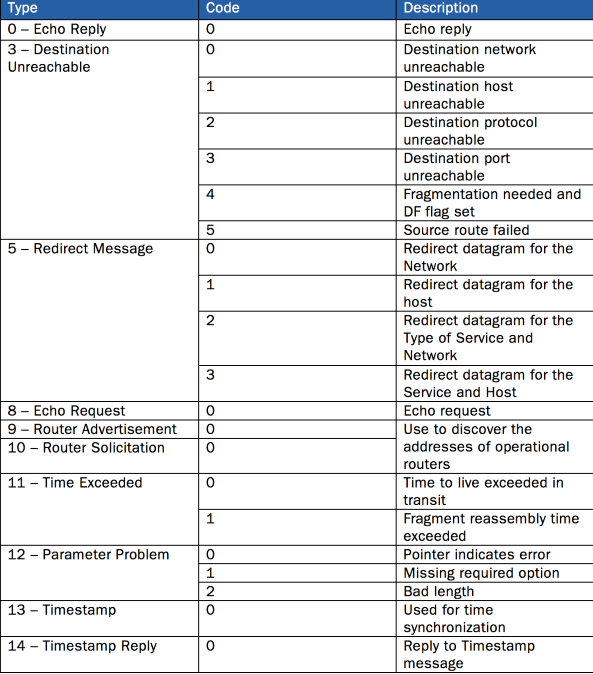 Type Code Description
0 – Echo Reply 0 Echo reply
3 – Destination 0 Destination network
Unreachable unreachable
1 Destination host
unreachable
2 Destination protocol
unreachable
3 Destination port
unreachable
4 Fragmentation needed and
DF flag set
5 Source route failed
5 – Redirect Message 0 Redirect datagram for the
Network
1 Redirect datagram for the
host
2 Redirect datagram for the
Type of Service and
Network
3 Redirect datagram for the
Service and Host
8 – Echo Request 0 Echo request
9 – Router Advertisement 0 Use to discover the
10 – Router Solicitation 0 addresses of operational
routers
11 – Time Exceeded 0 Time to live exceeded in
transit
1 Fragment reassembly time
exceeded
12 – Parameter Problem 0 Pointer indicates error
1 Missing required option
2 Bad length
13 – Timestamp 0 Used for time
synchronization
14 – Timestamp Reply 0 Reply to Timestamp
message